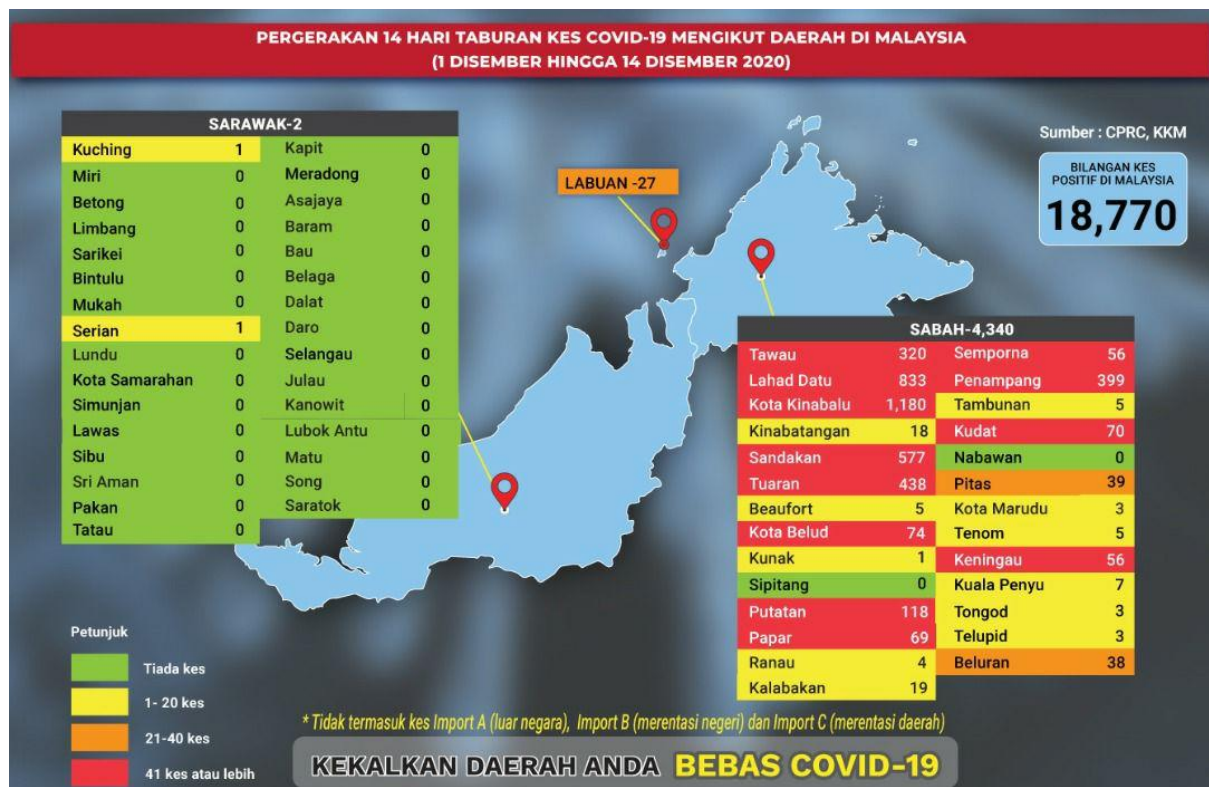 PERGERAKAN 14 HARI TABURAN KES COVID-19 MENGIKUT DAERAH DI MALAYSIA
(1 DISEMBER HINGGA 14 DISEMBER 2020)
SARAWAK-2
Kuching 1 Kapit 0
Miri 0 Meradong 0
Betong 0 Asajaya 0
Limbang 0 Baram 0
Sarikei 0 Bau 0
Bintulu 0 Belaga 0
Mukah 0 Dalat 0
Serian 1 Daro 0
Lundu 0 Selangau 0
Kota Samarahan 0 Julau 0
Simunjan 0 Kanowit 0
Lawas 0 Lubok Antu 0
Sibu 0 Matu 0
Sri Aman 0 Song 0
Pakan 0 Saratok 0
Tatau 0
LABUAN -27
Sumber : CPRC, KKM
BILANGAN KES
POSITIF DI MALAYSIA
18,770
SABAH-4,340
Tawau 320 Semporna 56
Lahad Datu 833 Penampang 399
Kota Kinabalu 1,180 Tambunan 5
Kinabatangan 18 Kudat 70
Sandakan 577 Nabawan 0
Tuaran 438 Pitas 39
Beaufort 5 Kota Marudu 3
Kota Belud 74 Tenom 5
Kunak 1 Keningau 56
Sipitang 0 Kuala Penyu 7
Putatan 118 Tongod 3
Papar 69 Telupid 3
Ranau 4 Beluran 38
Kalabakan 19
Petunjuk
Tiada kes
1- 20 kes
21-40 kes
41 kes atau lebih
* Tidak termasuk kes Import A (luar negara), Import B (merentasi negeri) dan Import C (merentasi daerah)
KEKALKAN DAERAH ANDA BEBAS COVID-19